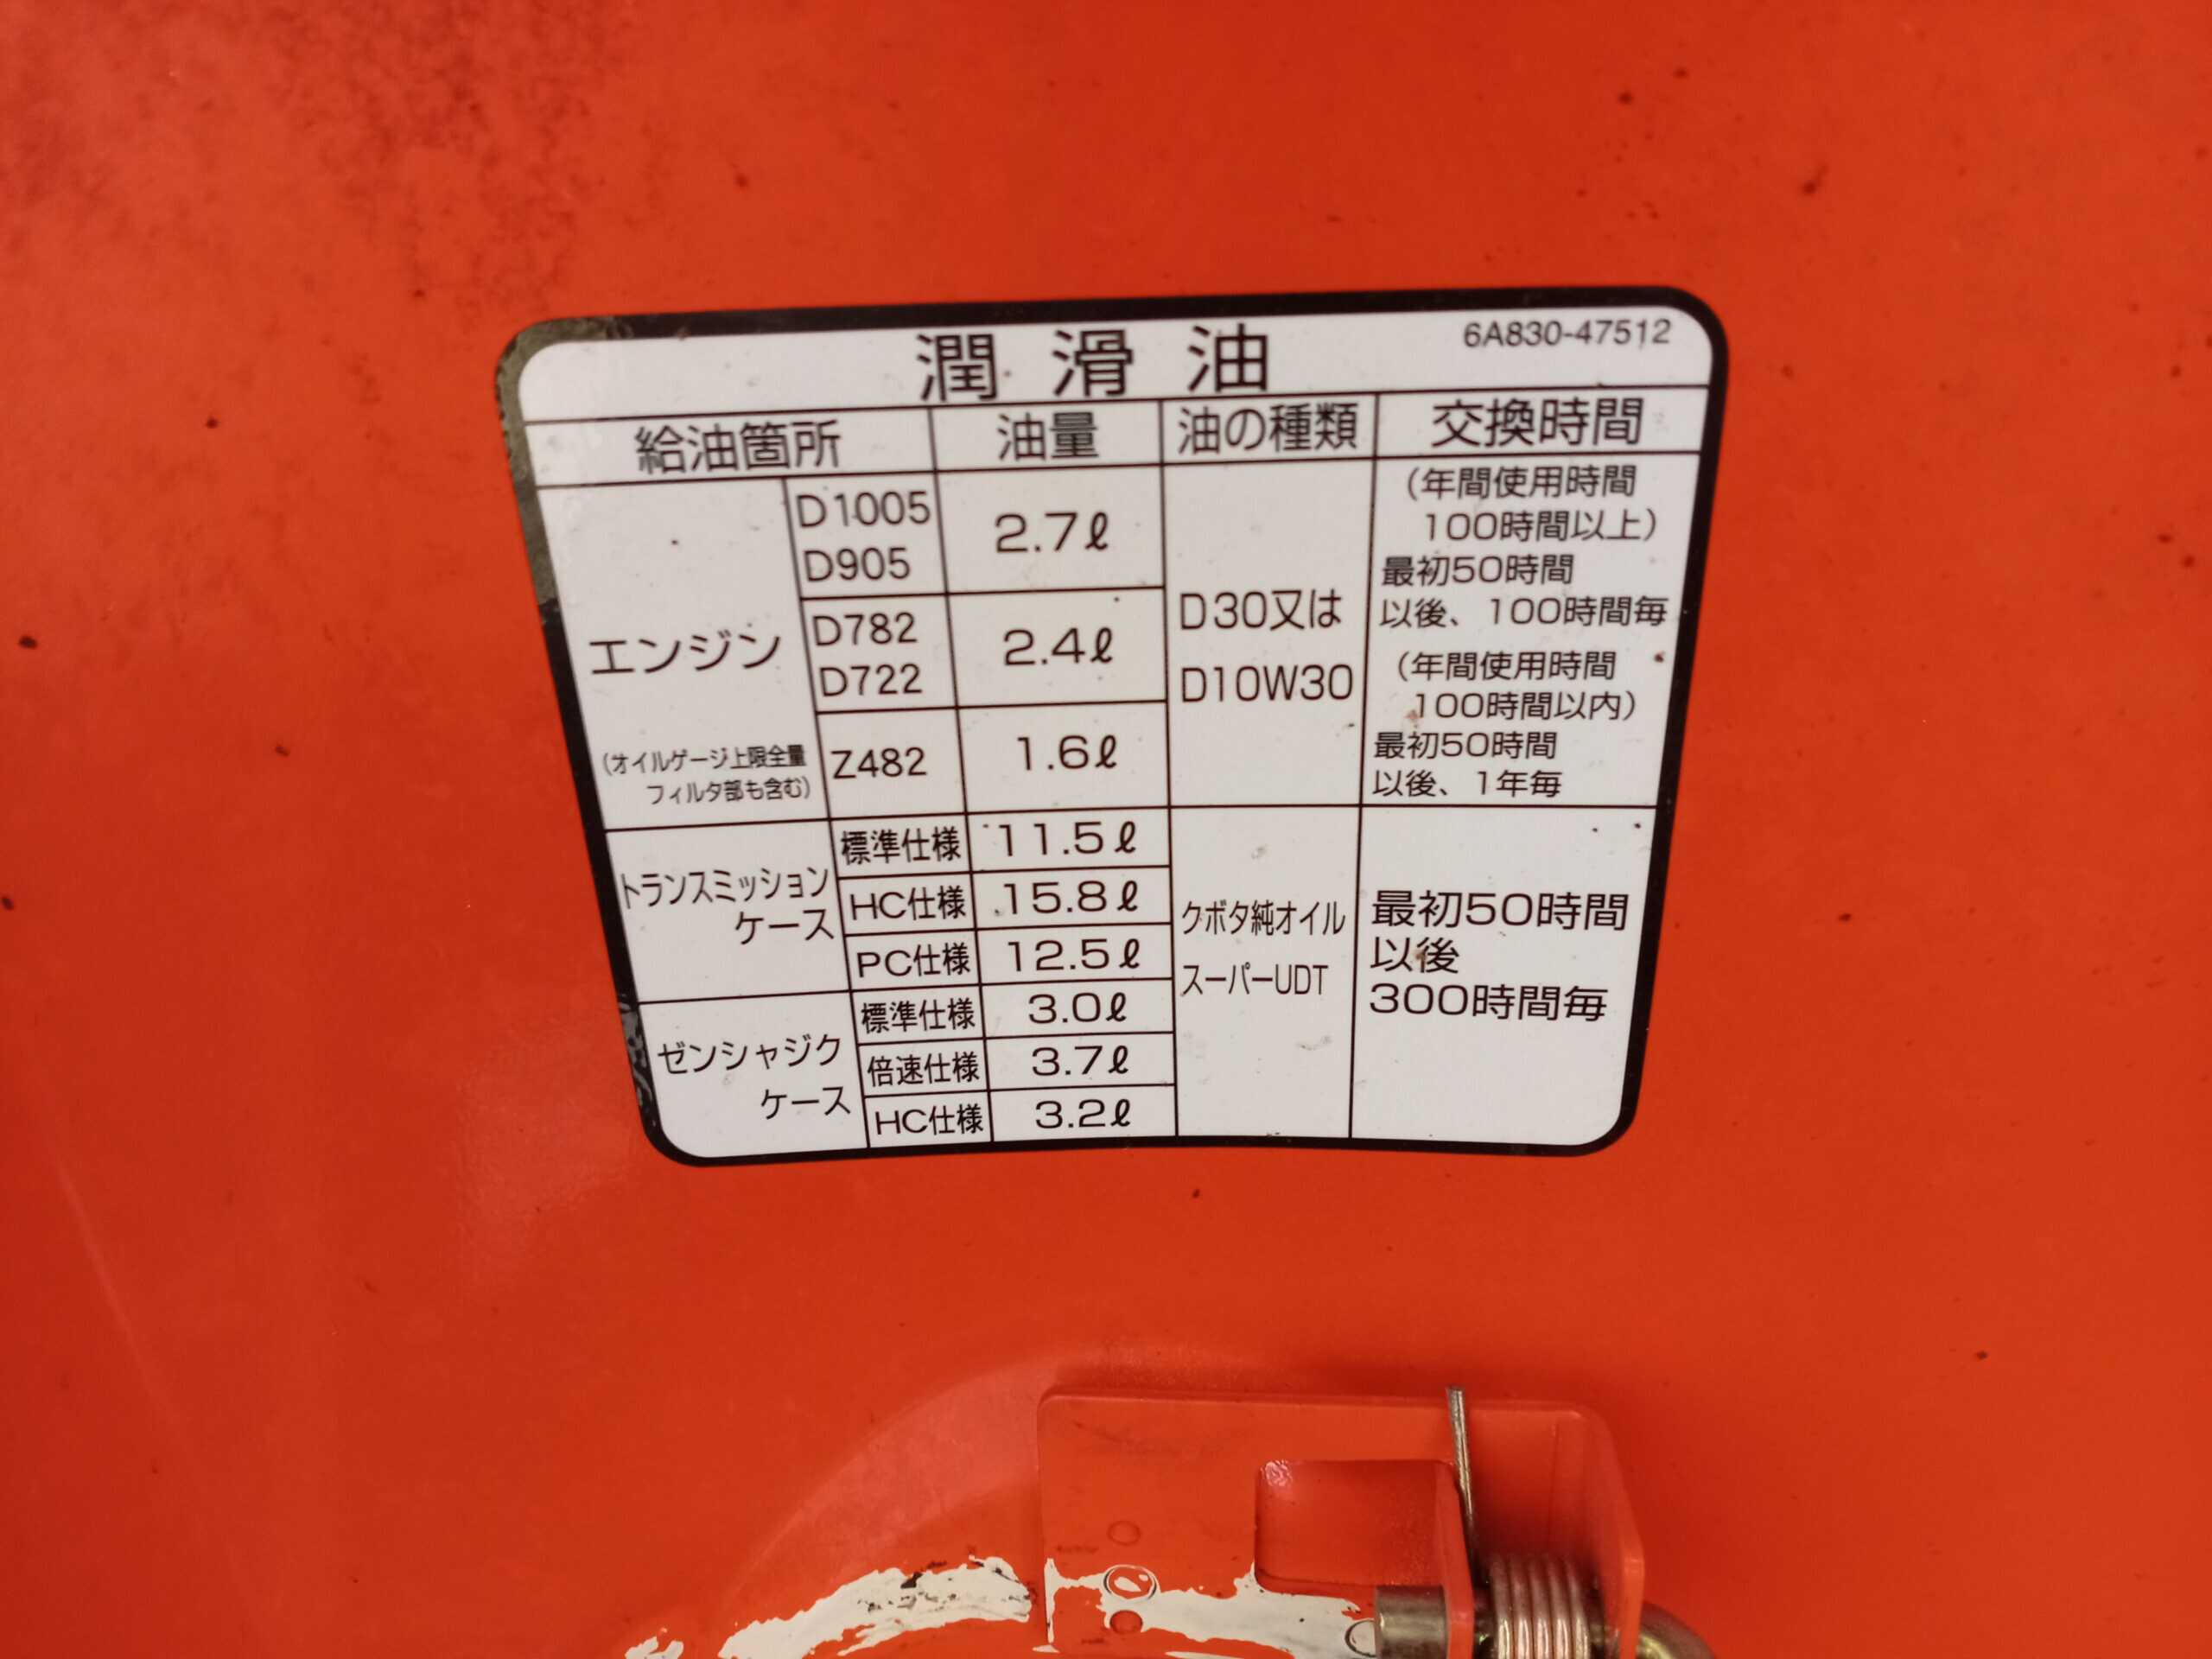 潤滑油 6A830-47512
給油箇所 油量 油の種類 交換時間
エンジン
(オイルゲージ上限全量
フィルタ部も含む)
D1005
D905
2.7ℓ
D782
D722
2.4ℓ
Z482 1.6ℓ
D30又は
D10W30
(年間使用時間
100時間以上)
最初50時間
以後、100時間毎
(年間使用時間
100時間以内)
最初50時間
以後、1年毎
トランスミッション
ケース
標準仕様 11.5ℓ
HC仕様 15.8ℓ
PC仕様 12.5ℓ
ゼンシャジク
ケース
標準仕様 3.0ℓ
倍速仕様 3.7ℓ
HC仕様 3.2ℓ
クボタ純オイル
スーパーUDT
最初50時間
以後
300時間毎